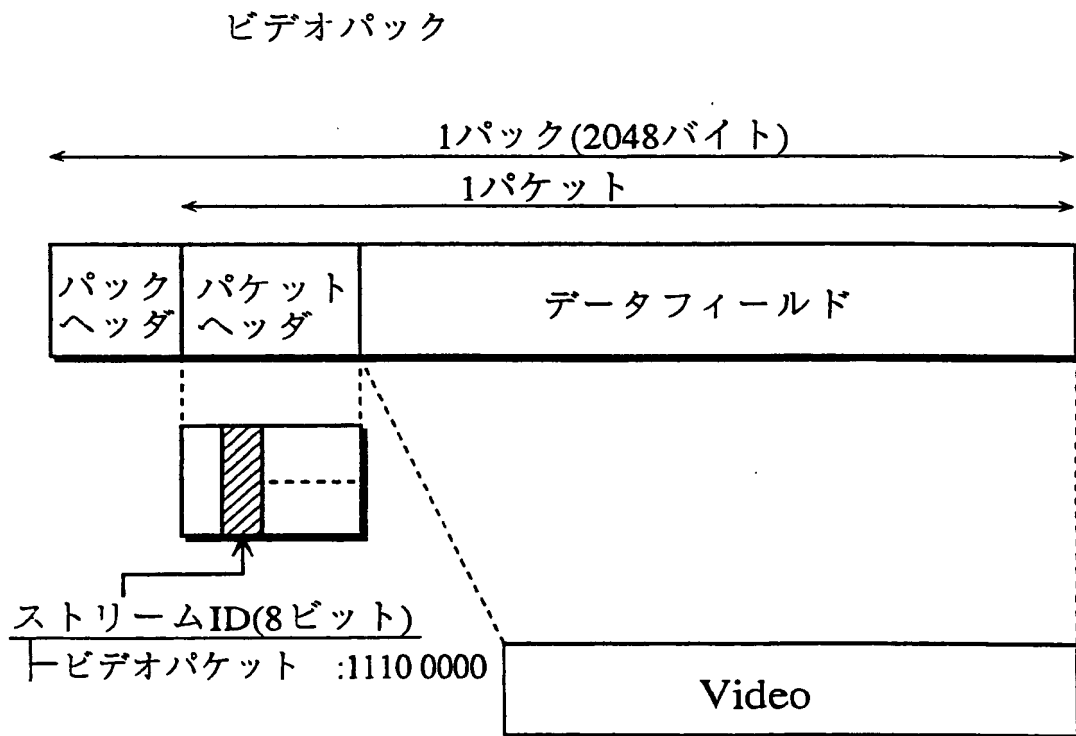 ビデオパック
1パック(2048バイト)
1パケット
パック
ヘッダ
パケット
ヘッダ
データフィールド
ストリームID(8ビット)
ビデオパケット :1110 0000
Video